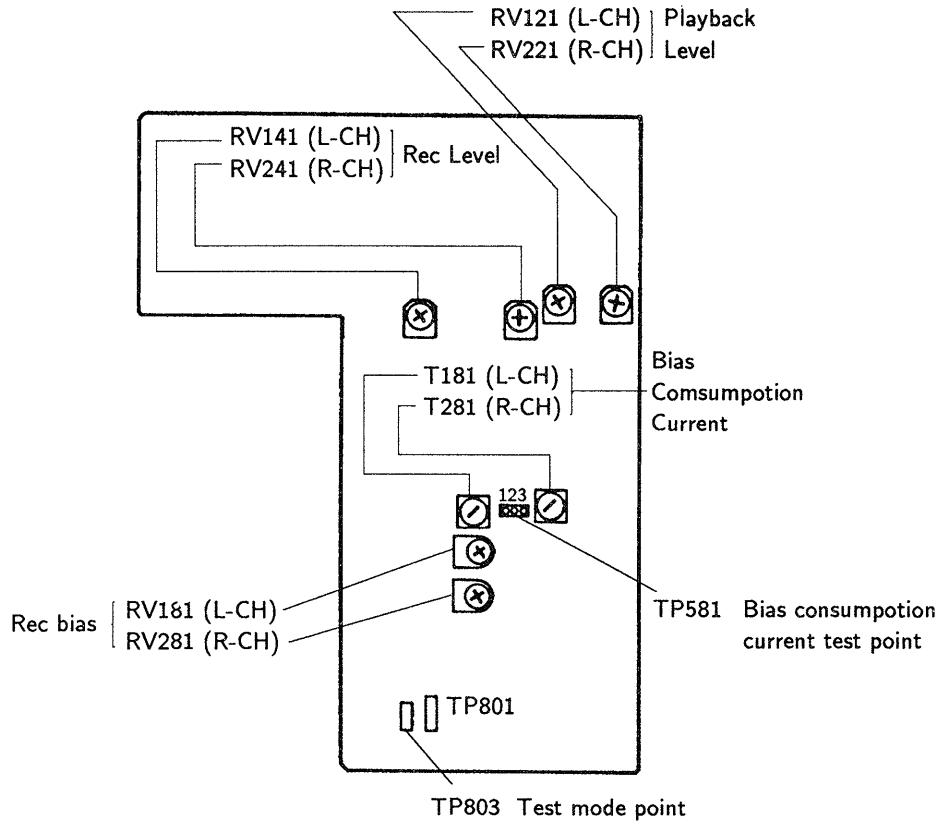 RV121 (L-CH) Playback
RV221 (R-CH) Level
RV141 (L-CH)
RV241 (R-CH)
Rec Level
T181 (L-CH)
T281 (R-CH)
Bias
Comsumpotion
Current
123
Rec bias
RV181 (L-CH)
RV281 (R-CH)
TP581 Bias consumpotion
current test point
TP801
TP803 Test mode point